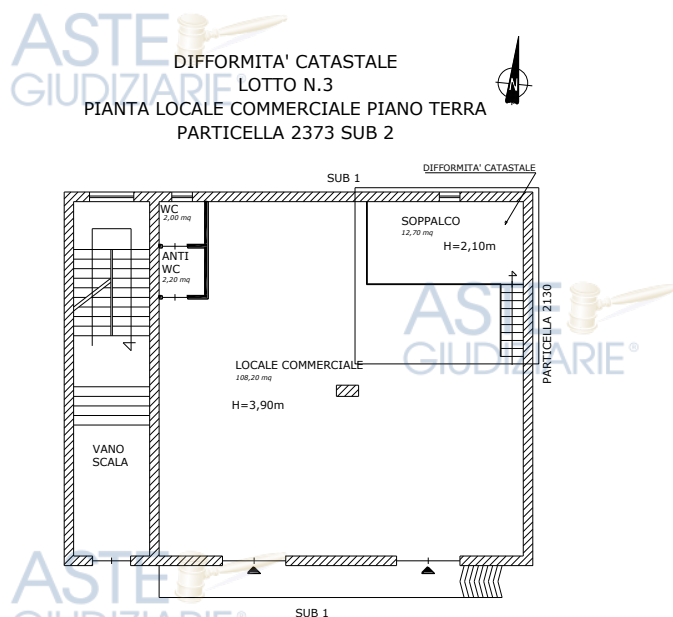 ASTE
GIUDIZIARIE®
DIFFORMITA' CATASTALE
LOTTO N.3
PIANTA LOCALE COMMERCIALE PIANO TERRA
PARTICELLA 2373 SUB 2
N
SUB 1
DIFFORMITA' CATASTALE
WC
2,00 mq
SOPPALCO
12,70 mq
H=2,10m
ANTI
WC
2,20 mq
ASTE
GIUDIZIARIE®
PARTICELLA 2130
LOCALE COMMERCIALE
108,20 mq
H=3,90m
VANO
SCALA
ASTE
GIUDIZIARIE®
SUB 1